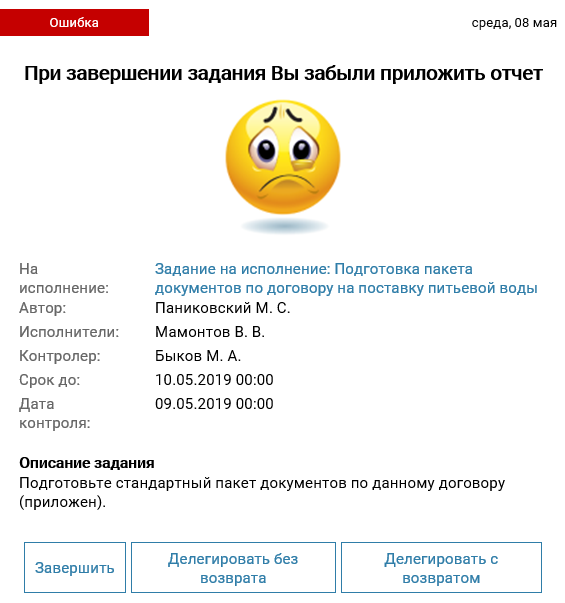 Ошибка
среда, 08 мая
При завершении задания Вы забыли приложить отчет
На
исполнение:
Задание на исполнение: Подготовка пакета
документов по договору на поставку питьевой воды
Автор: Паниковский М. С.
Исполнители: Мамонтов В. В.
Контролер: Быков М. А.
Срок до: 10.05.2019 00:00
Дата
контроля:
09.05.2019 00:00
Описание задания
Подготовьте стандартный пакет документов по данному договору
(приложен).
Завершить
Делегировать без
возврата
Делегировать с
возвратом